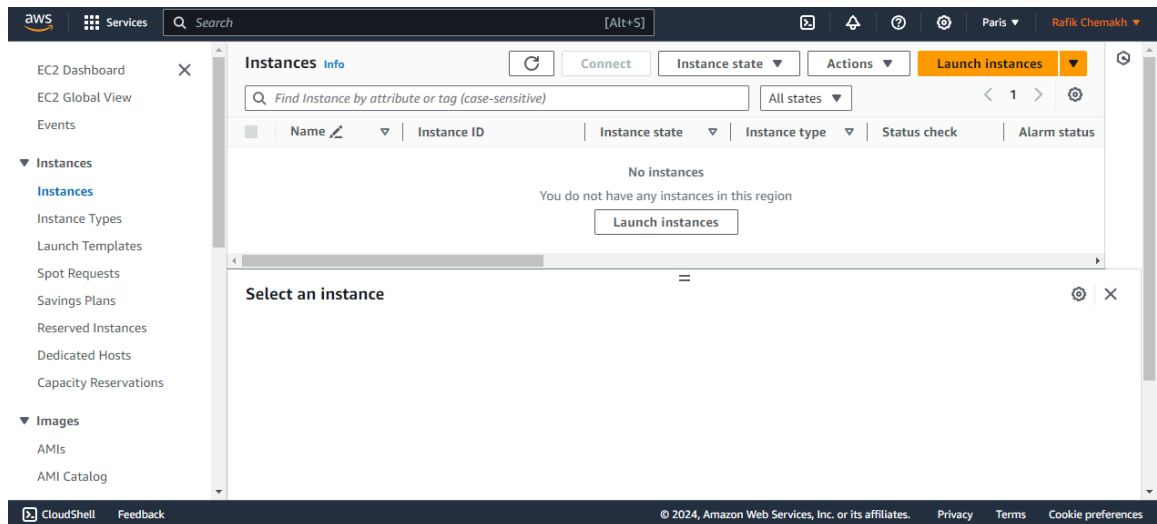 aws Services Search [Alt+S] Paris Rafik Chemakh
EC2 Dashboard
EC2 Global View
Events
Instances
Instances
Instance Types
Launch Templates
Spot Requests
Savings Plans
Reserved Instances
Dedicated Hosts
Capacity Reservations
Images
AMIs
AMI Catalog
Instances Info Connect Instance state Actions Launch instances
Find Instance by attribute or tag (case-sensitive) All states 1
Name Instance ID Instance state Instance type Status check Alarm status
No instances
You do not have any instances in this region
Launch instances
Select an instance
CloudShell Feedback © 2024, Amazon Web Services, Inc. or its affiliates. Privacy Terms Cookie preferences